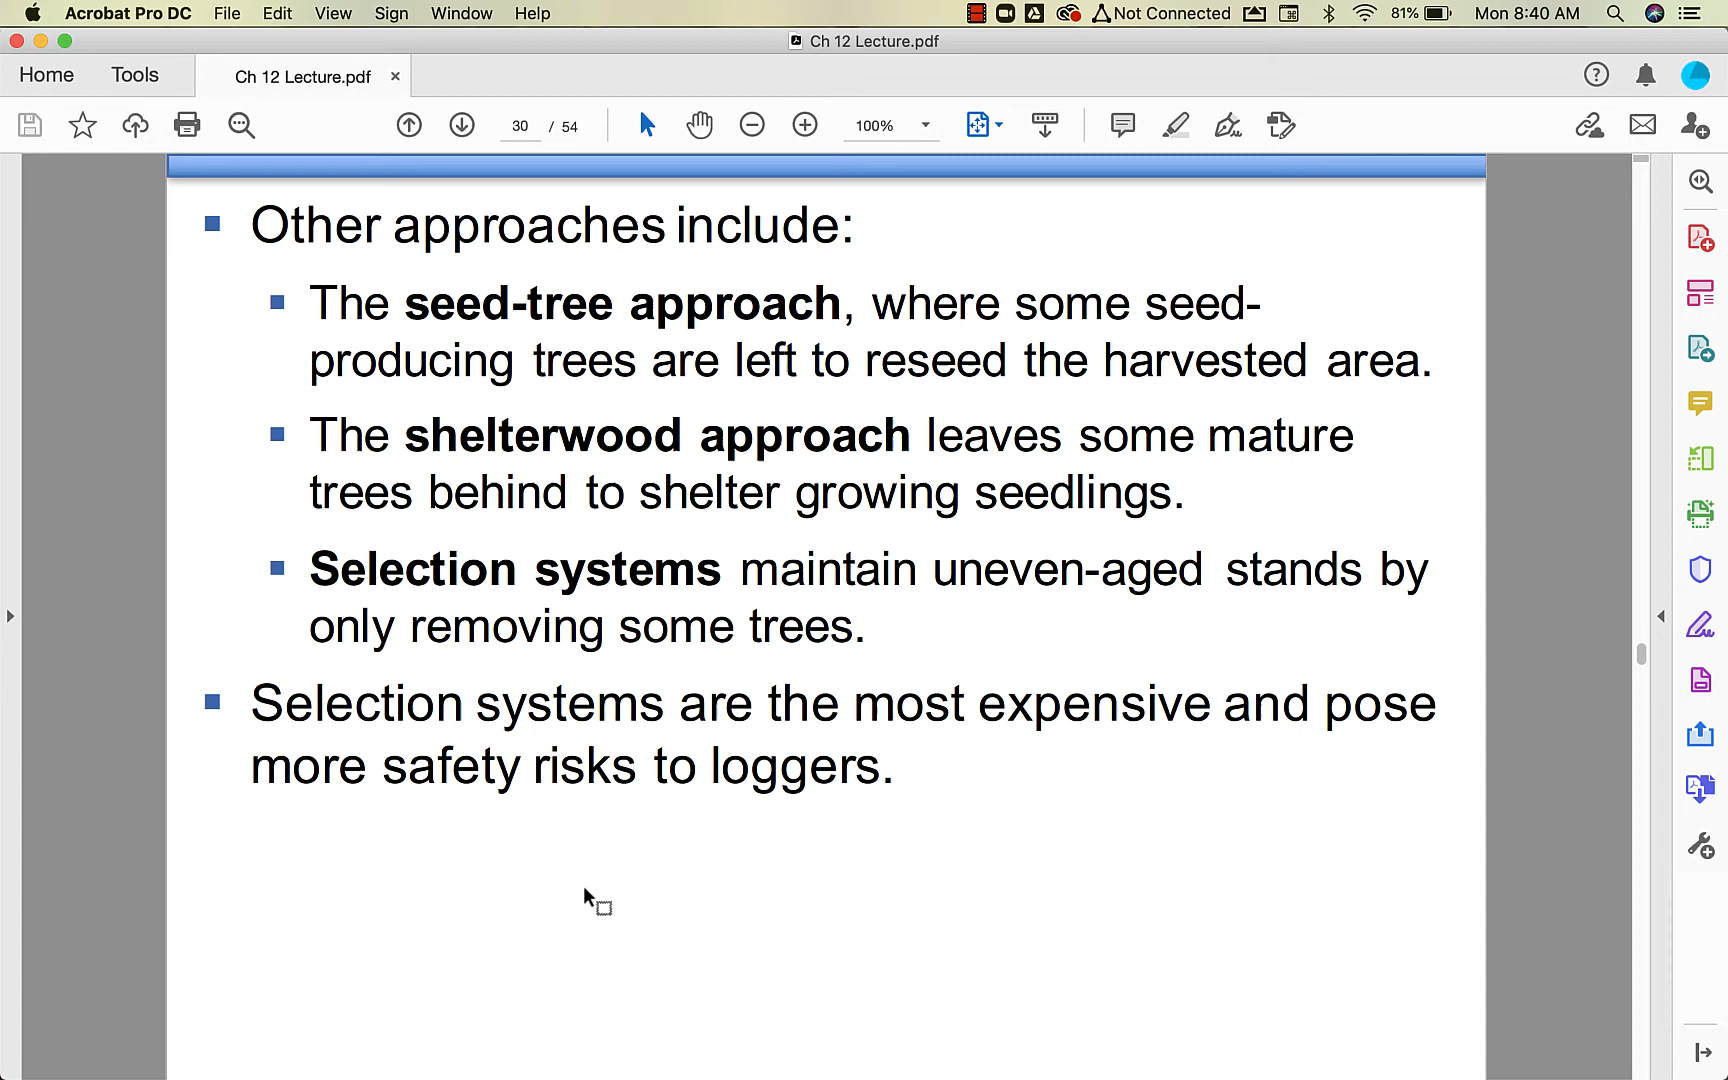 Acrobat Pro DC File Edit View Sign Window Help Not Connected 81% Mon 8:40 AM
Ch 12 Lecture.pdf
Home Tools Ch 12 Lecture.pdf ×
30 / 54 100%
Other approaches include:
The seed-tree approach, where some seed-
producing trees are left to reseed the harvested area.
The shelterwood approach leaves some mature
trees behind to shelter growing seedlings.
Selection systems maintain uneven-aged stands by
only removing some trees.
Selection systems are the most expensive and pose
more safety risks to loggers.